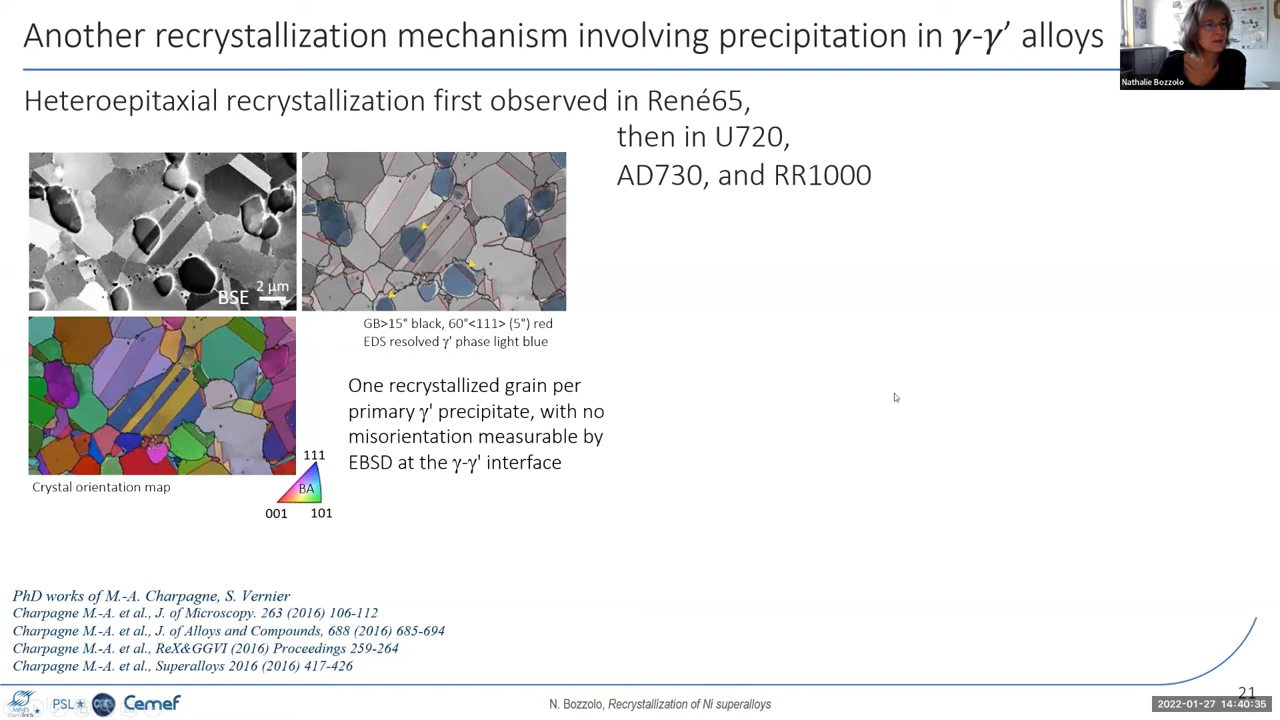 Another recrystallization mechanism involving precipitation in γ-γ’ alloys
Nathalie Bozzolo
Heteroepitaxial recrystallization first observed in René65,
then in U720,
AD730, and RR1000
BSE
2 μm
GB>15° black, 60°<111> (5°) red
EDS resolved γ' phase light blue
One recrystallized grain per
primary γ' precipitate, with no
misorientation measurable by
EBSD at the γ-γ' interface
111
BA
001 101
Crystal orientation map
PhD works of M.-A. Charpagne, S. Vernier
Charpagne M.-A. et al., J. of Microscopy. 263 (2016) 106-112
Charpagne M.-A. et al., J. of Alloys and Compounds, 688 (2016) 685-694
Charpagne M.-A. et al., ReX&GGVI (2016) Proceedings 259-264
Charpagne M.-A. et al., Superalloys 2016 (2016) 417-426
PSL Cemef
N. Bozzolo, Recrystallization of Ni superalloys
21
2022-01-27 14:40:35